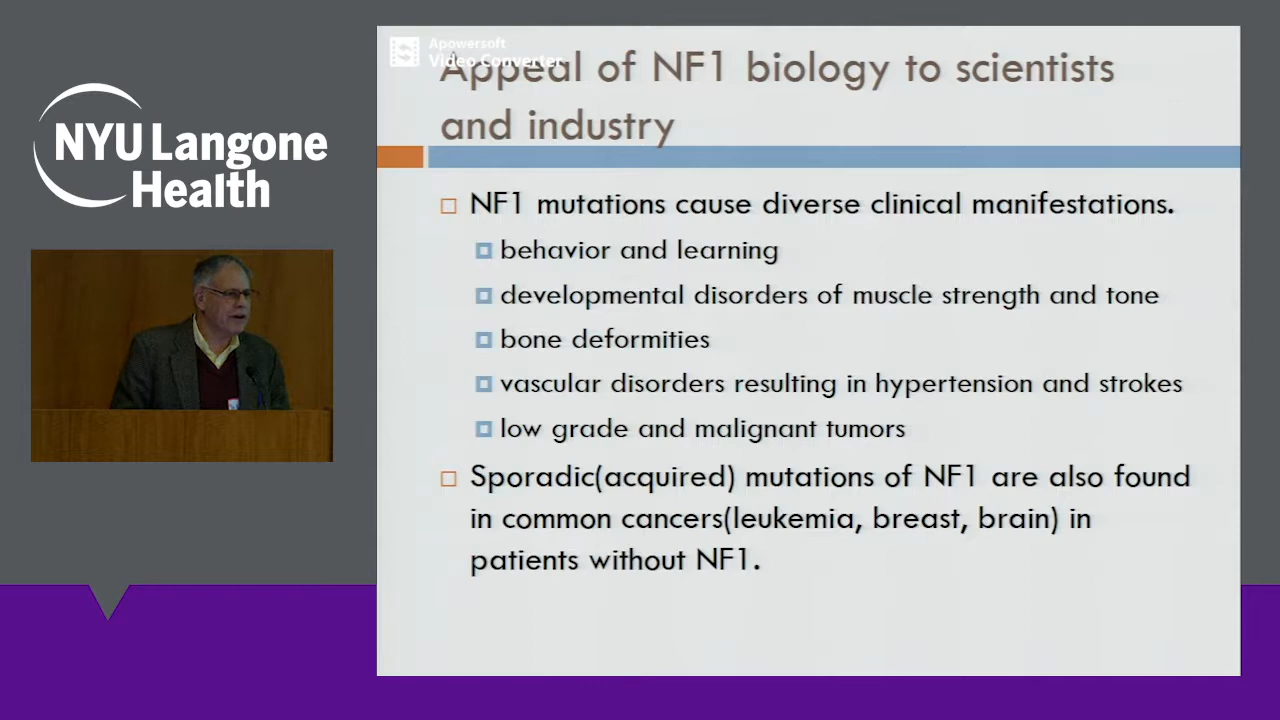 NYU Langone
Health
Apowersoft
Video Converter
Appeal of NF1 biology to scientists
and industry
NF1 mutations cause diverse clinical manifestations.
behavior and learning
developmental disorders of muscle strength and tone
bone deformities
vascular disorders resulting in hypertension and strokes
low grade and malignant tumors
Sporadic(acquired) mutations of NF1 are also found
in common cancers(leukemia, breast, brain) in
patients without NF1.